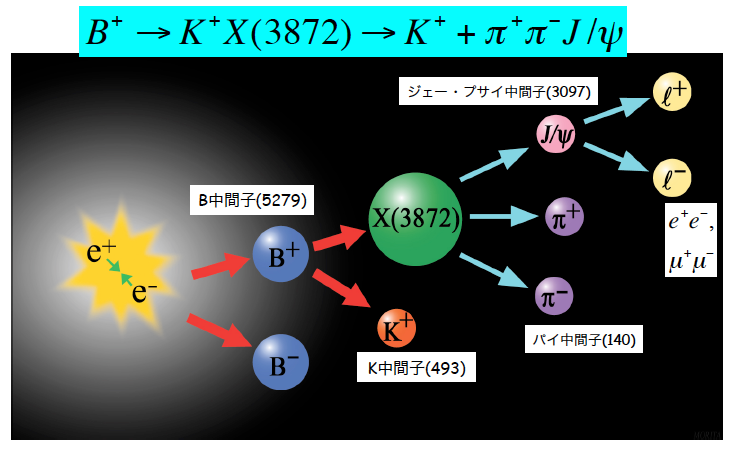 B⁺ → K⁺X(3872) → K⁺ + π⁺π⁻J/ψ
ジェー・プサイ中間子(3097)
ℓ+
J/ψ
B中間子(5279)
ℓ−
X(3872)
π+
e⁺e⁻,
μ⁺μ⁻
e+
e−
B+
π−
K+
パイ中間子(140)
B−
K中間子(493)